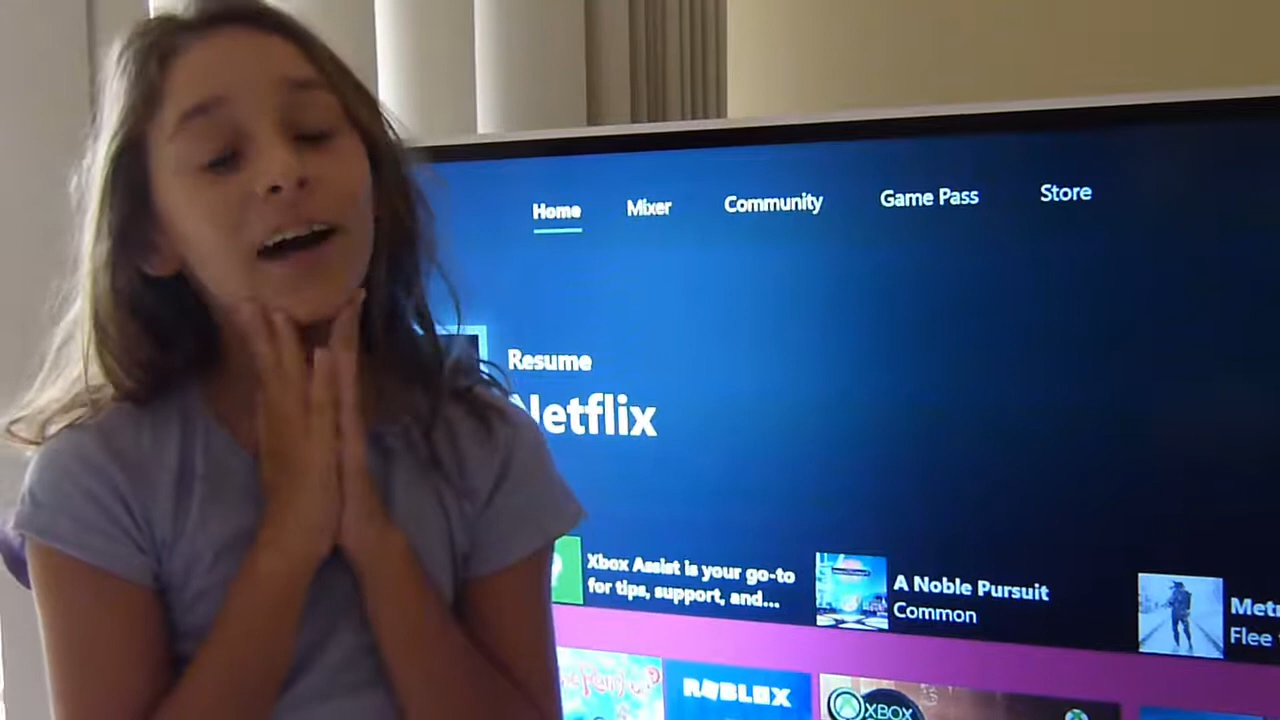 Home Mixer Community Game Pass Store
Resume
Netflix
Xbox Assist is your go-to
for tips, support, and...
A Noble Pursuit
Common
Flee
ROBLOX
XBOX